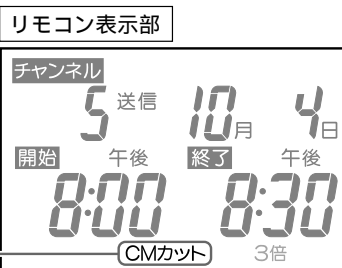 リモコン表示部
チャンネル
5 送信 10月 4日
開始 午後 終了 午後
8:00 8:30
CMカット 3倍